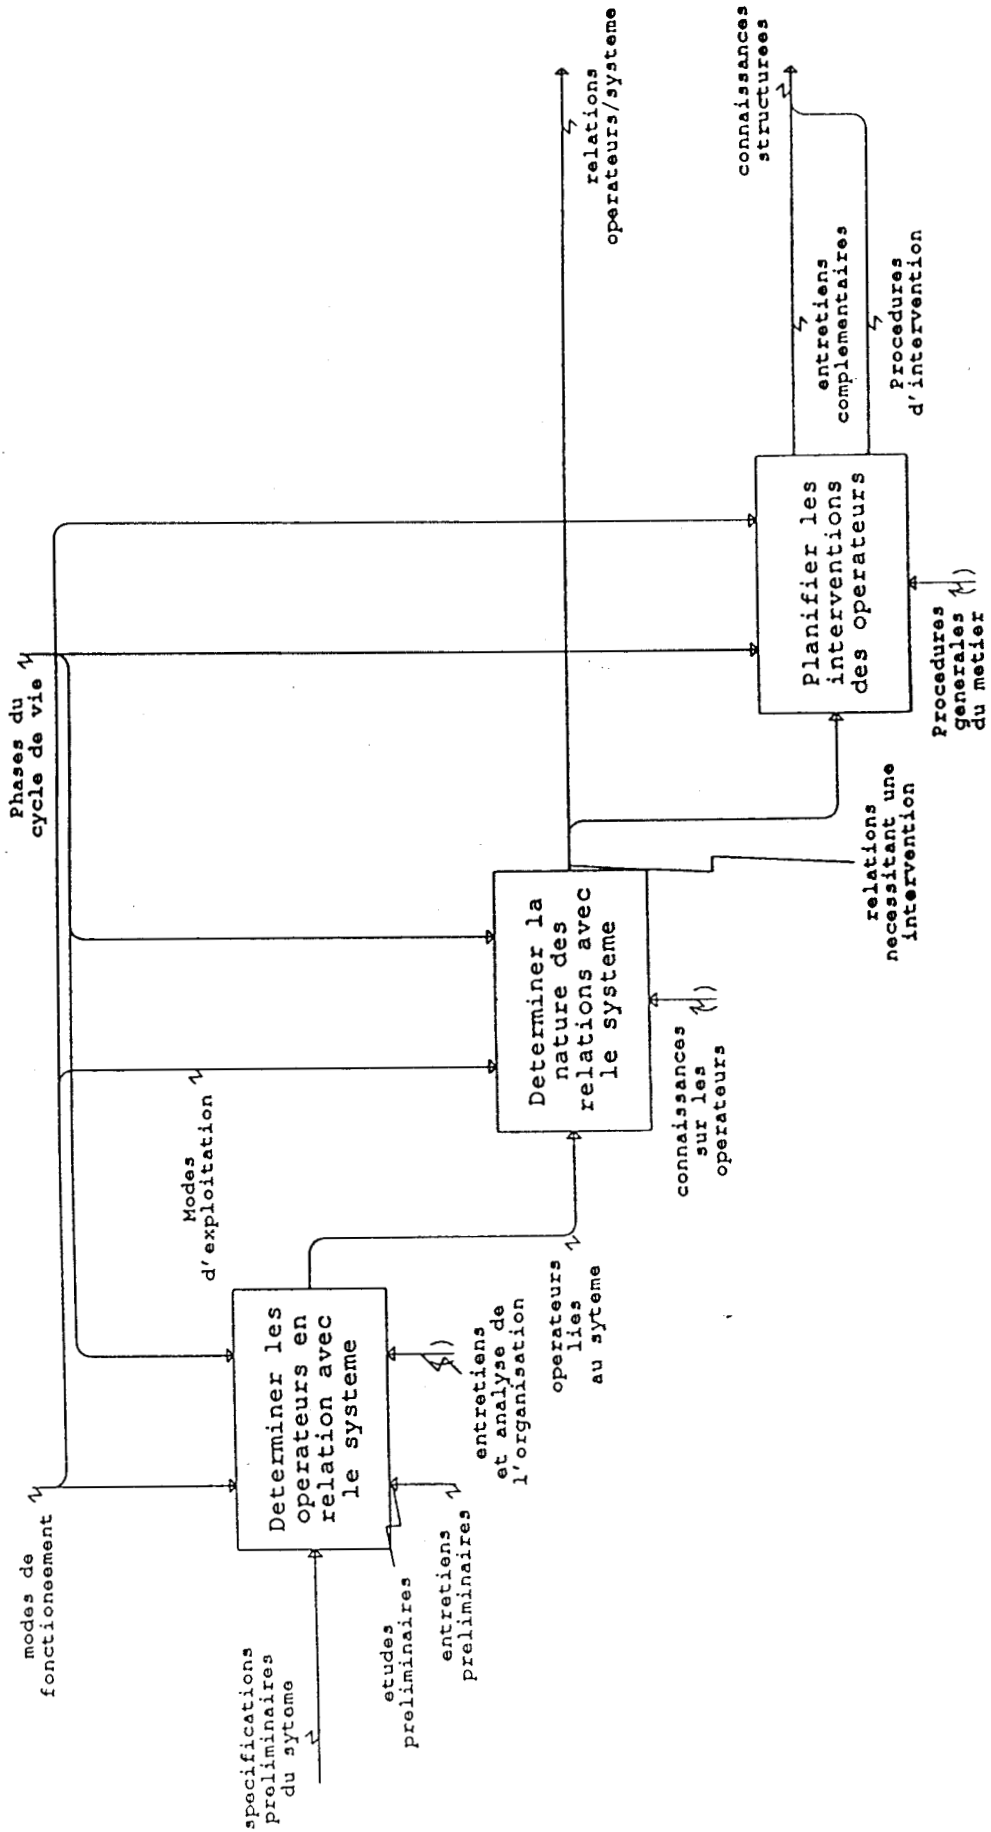 modes de
fonctioneement
Phases du
cycle de vie
specifications
preliminaires
du syteme
Determiner les
operateurs en
relation avec
le systeme
etudes
preliminaires
entretiens
preliminaires
entretiens
et analyse de
l'organisation
Modes
d'exploitation
operateurs
lies
au syteme
Determiner la
nature des
relations avec
le systeme
connaissances
sur les
operateurs
relations
necessitant une
intervention
relations
operateurs/systeme
Planifier les
interventions
des operateurs
Procedures
generales
du metier
entretiens
complementaires
Procedures
d'intervention
connaissances
structurees